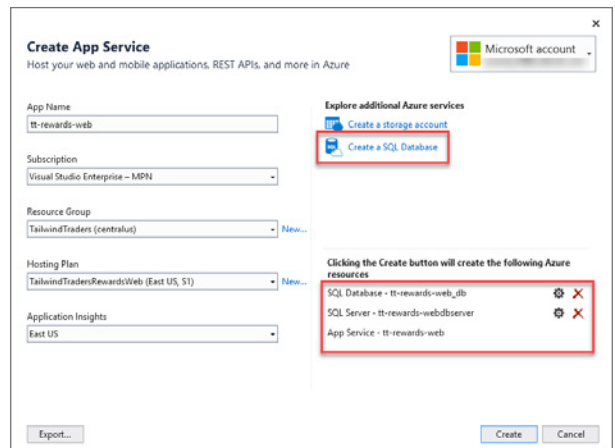 Create App Service
Host your web and mobile applications, REST APIs, and more in Azure
Microsoft account
App Name
tt-rewards-web
Subscription
Visual Studio Enterprise – MPN
Resource Group
TailwindTraders (centralus)
New...
Hosting Plan
TailwindTradersRewardsWeb (East US, S1)
New...
Application Insights
East US
Explore additional Azure services
Create a storage account
Create a SQL Database
Clicking the Create button will create the following Azure
resources
SQL Database - tt-rewards-web_db
SQL Server - tt-rewards-webdbserver
App Service - tt-rewards-web
Export...
Create
Cancel